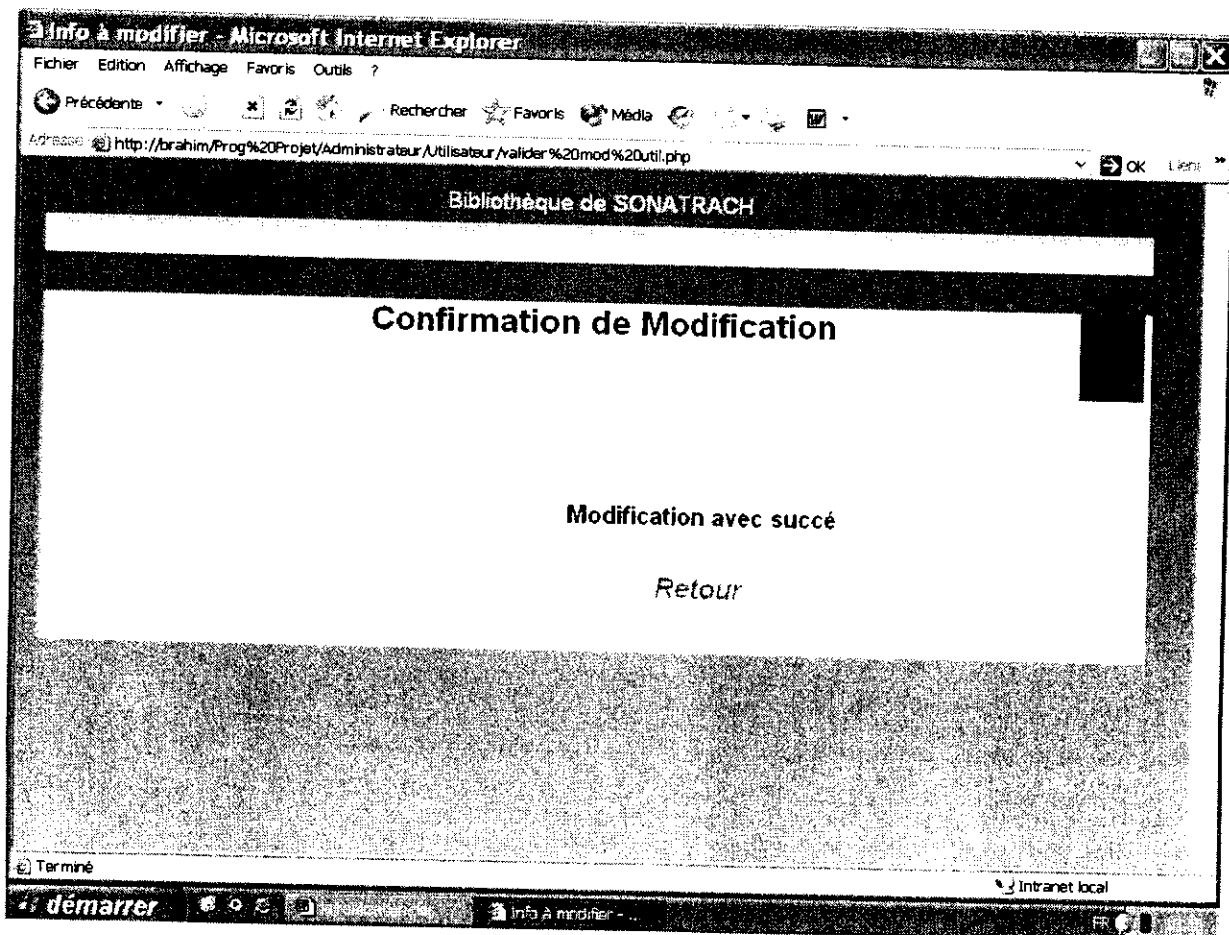 Info à modifier - Microsoft Internet Explorer
Fichier Edition Affichage Favoris Outils ?
Précédente Rechercher Favoris Média
Adresse http://brahim/Prog%20Projet/Administrateur/Utilisateur/valider%20mod%20util.php OK Liens »
Bibliothèque de SONATRACH
Confirmation de Modification
Modification avec succé
Retour
Terminé
Intranet local
démarrer Info à modifier - ... FR